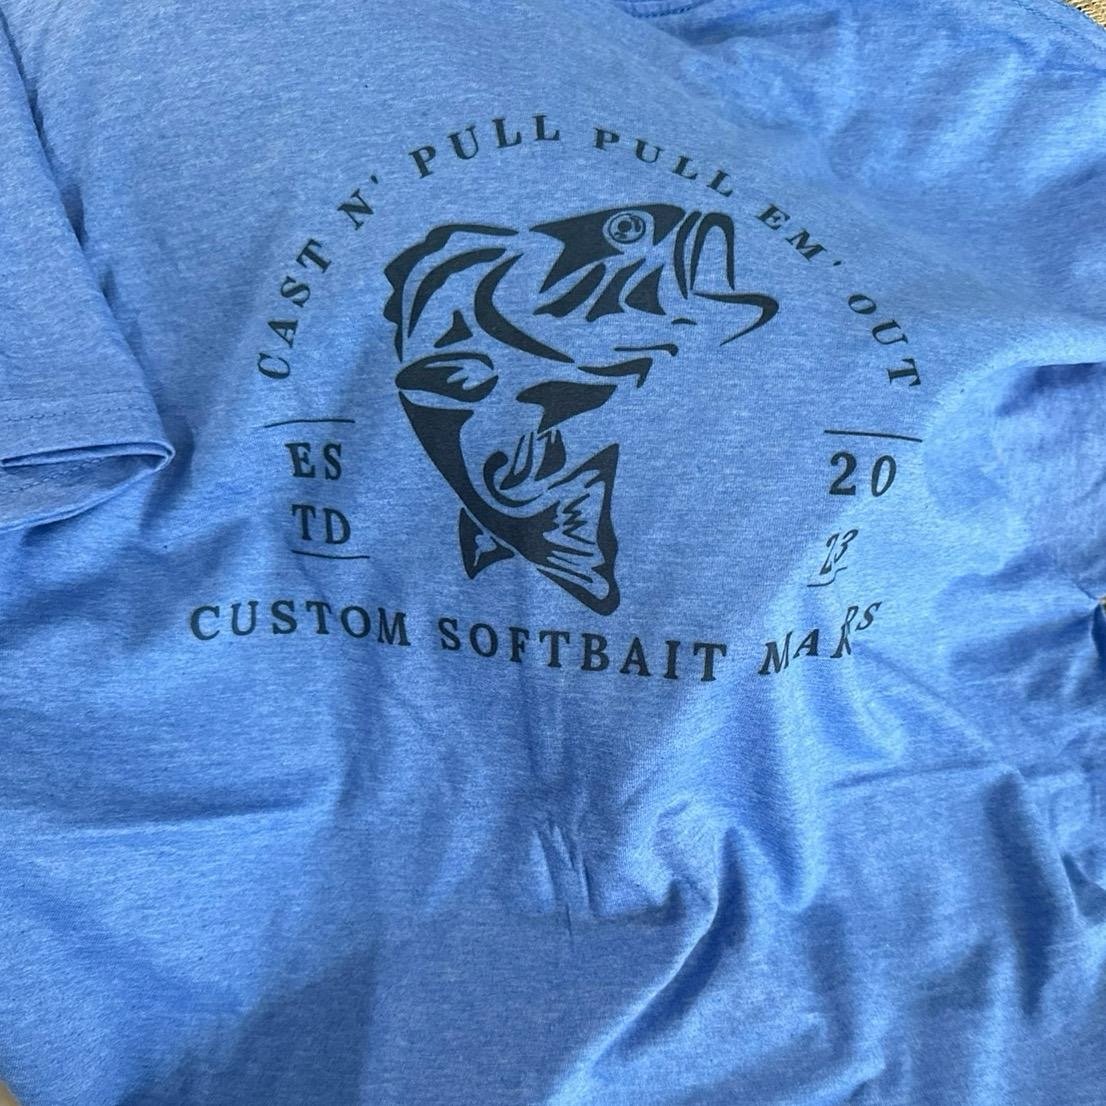 CAST N' PULL PULL EM' OUT
ES
TD
20
23
CUSTOM SOFTBAIT